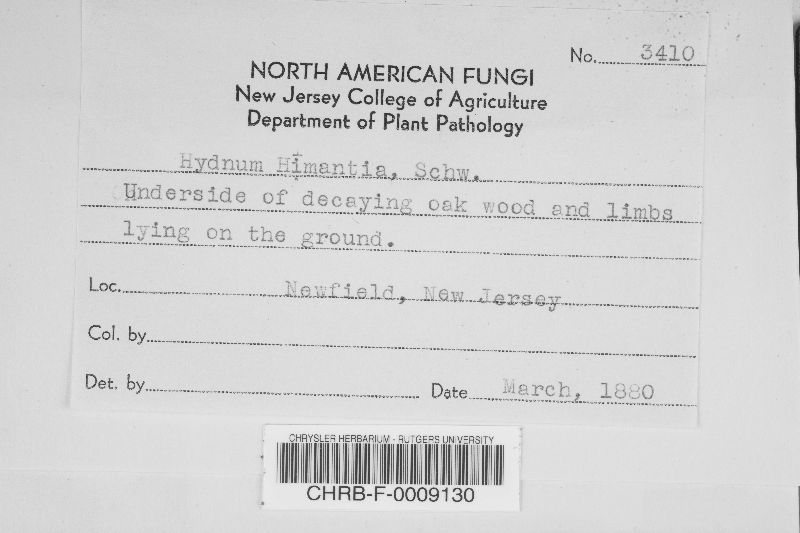 No. 3410
NORTH AMERICAN FUNGI
New Jersey College of Agriculture
Department of Plant Pathology
Hydnum Himantia, Schw.
Underside of decaying oak wood and limbs
lying on the ground.
Loc. Newfield, New Jersey
Col. by
Det. by Date March, 1880
CHRYSLER HERBARIUM - RUTGERS UNIVERSITY
CHRB-F-0009130